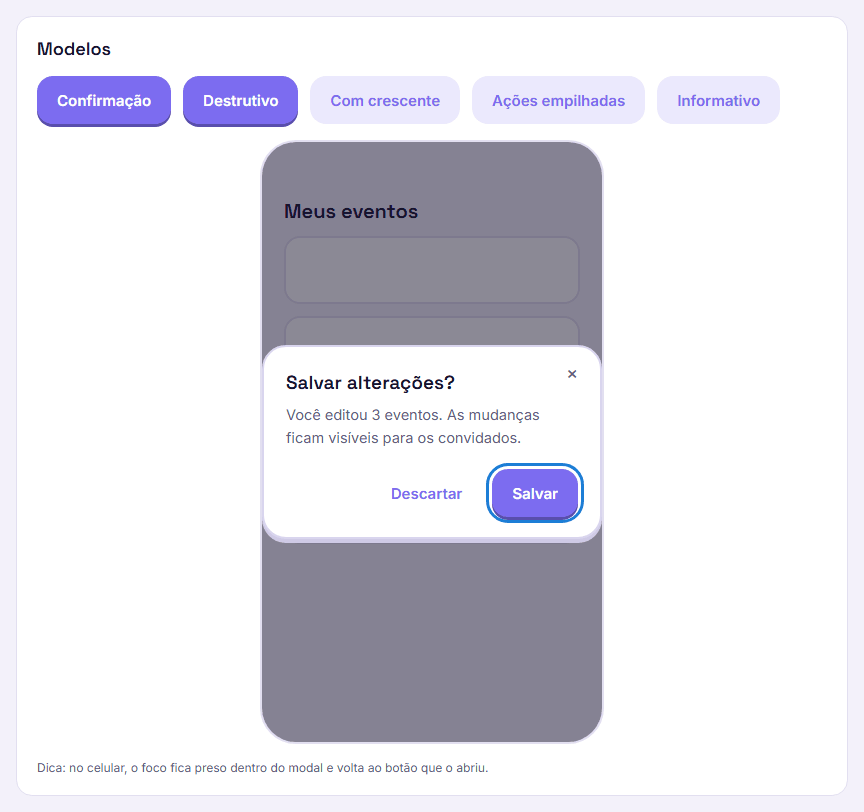 Modelos
Confirmação
Destrutivo
Com crescente
Ações empilhadas
Informativo
Meus eventos
Salvar alterações?
×
Você editou 3 eventos. As mudanças
ficam visíveis para os convidados.
Descartar
Salvar
Dica: no celular, o foco fica preso dentro do modal e volta ao botão que o abriu.